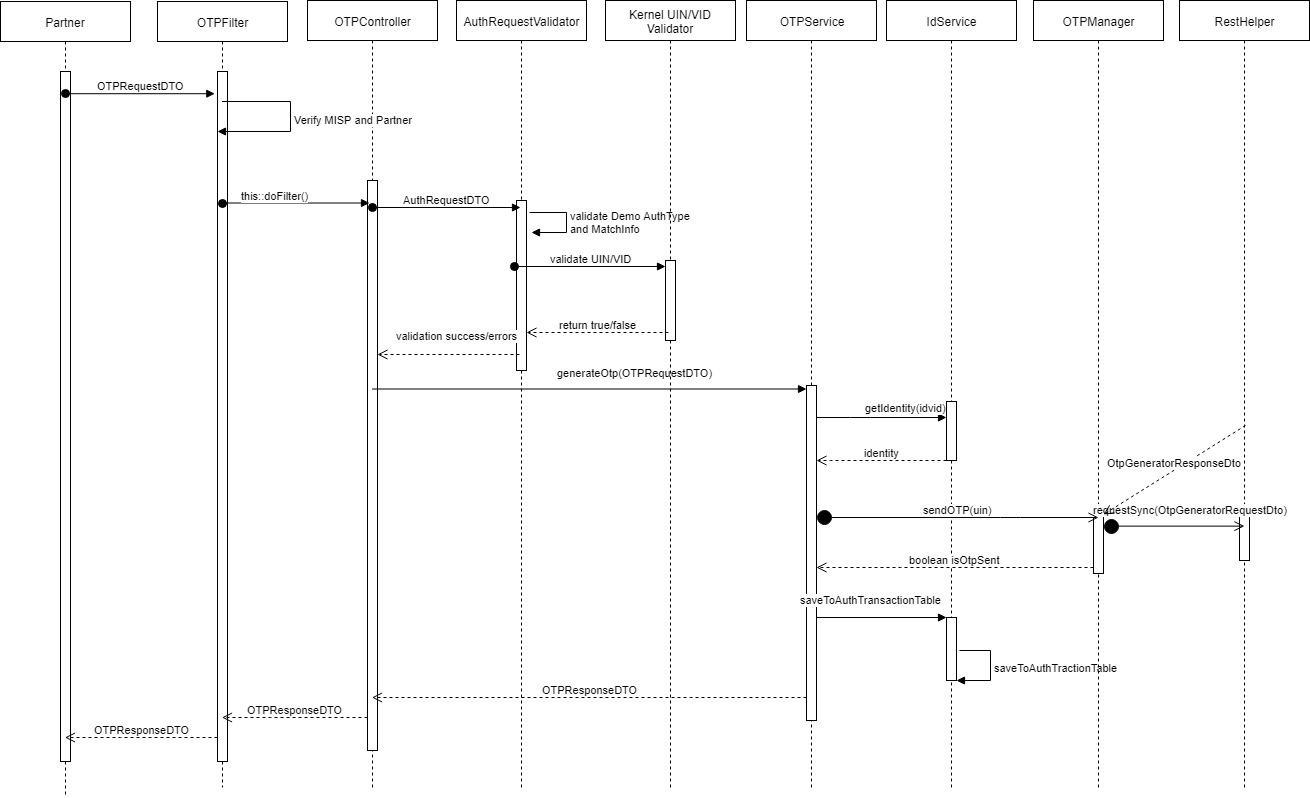 Partner
OTPFilter
OTPController
AuthRequestValidator
Kernel UIN/VID
Validator
OTPService
IdService
OTPManager
RestHelper
OTPRequestDTO
Verify MISP and Partner
this::doFilter()
AuthRequestDTO
validate Demo AuthType
and MatchInfo
validate UIN/VID
return true/false
validation success/errors
generateOtp(OTPRequestDTO)
getIdentity(idvid)
identity
OtpGeneratorResponseDto
sendOTP(uin)
requestSync(OtpGeneratorRequestDto)
boolean isOtpSent
saveToAuthTransactionTable
saveToAuthTractionTable
OTPResponseDTO
OTPResponseDTO
OTPResponseDTO